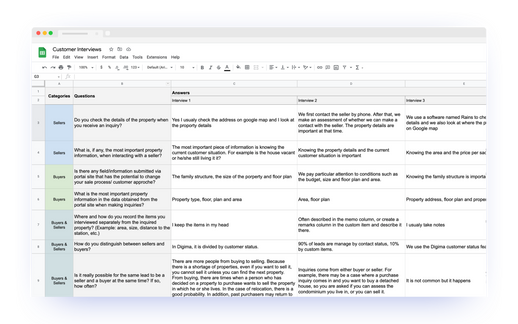 Customer Interviews
File Edit View Insert Format Data Tools Extensions Help
100% Default (Ari...
G3
A B C D E
1 Categories Questions Answers
2 Interview 1 Interview 2 Interview 3
3 Sellers
Do you check the details of the property when
you receive an inquiry?
Yes I usually check the address on google map and I look at
the property details
We first contact the seller by phone. After that, we
make an assessment of whether we can make a
contact with the seller. The property details are
important at that time.
We use a software named Rains to check
details and we also look at where the p
on Google map
4 Sellers
What is, if any, the most important property
information, when interacting with a seller?
The most important piece of information is knowing the
current customer situation. For example is the house vacant
or he/she still living it it?
Knowing the property details and the current
customer situation is important
Knowing the area and the price per sa
5 Buyers
Is there any field/information submitted via
portal site that has the potential to change
your sale process/ customer approche?
The family structure, the size of the porperty and floor plan
We pay particular attention to conditions such as
the budget, size and floor plan and area.
Knowing the family structure is importa
6 Buyers
What is the most important property
information in the data obtained from the
portal site when making inquiries?
Property type, floor plan and area
Area, floor plan
Property address, floor plan and proper
7 Buyers &
Sellers
Where and how do you record the items you
interviewed separately from the inquired
property? (Example: area, size, distance to the
station, etc.)
I keep the items in my head
Often described in the memo column, or create a
remarks column in the custom item and describe it
there.
I usually take notes
8 Buyers &
Sellers
How do you distinguish between sellers and
buyers?
In Digima, it is divided by customer status.
90% of leads are manage by contact status, 10%
by custom items.
We use the Digima customer status fea
9 Buyers &
Sellers
Is it really possible for the same lead to be a
seller and a buyer at the same time? If so,
how often?
There are more people from buying to selling. Because
there is a shortage of properties, even if you want to sell it,
you cannot sell it unless you can find the next property.
From buying, there are times when a person who has
decided on a property to purchase wants to sell the property
in which he or she lives. In the case of relocation, there is a
good probability. In addition, past purchasers may return to
Inquiries come from either buyer or seller. For
example, there may be a case where a purchase
inquiry comes in and you want to buy a detached
house, so you are asked if you can assess the
condominium you live in, or you can sell it.
It is not common but it happens